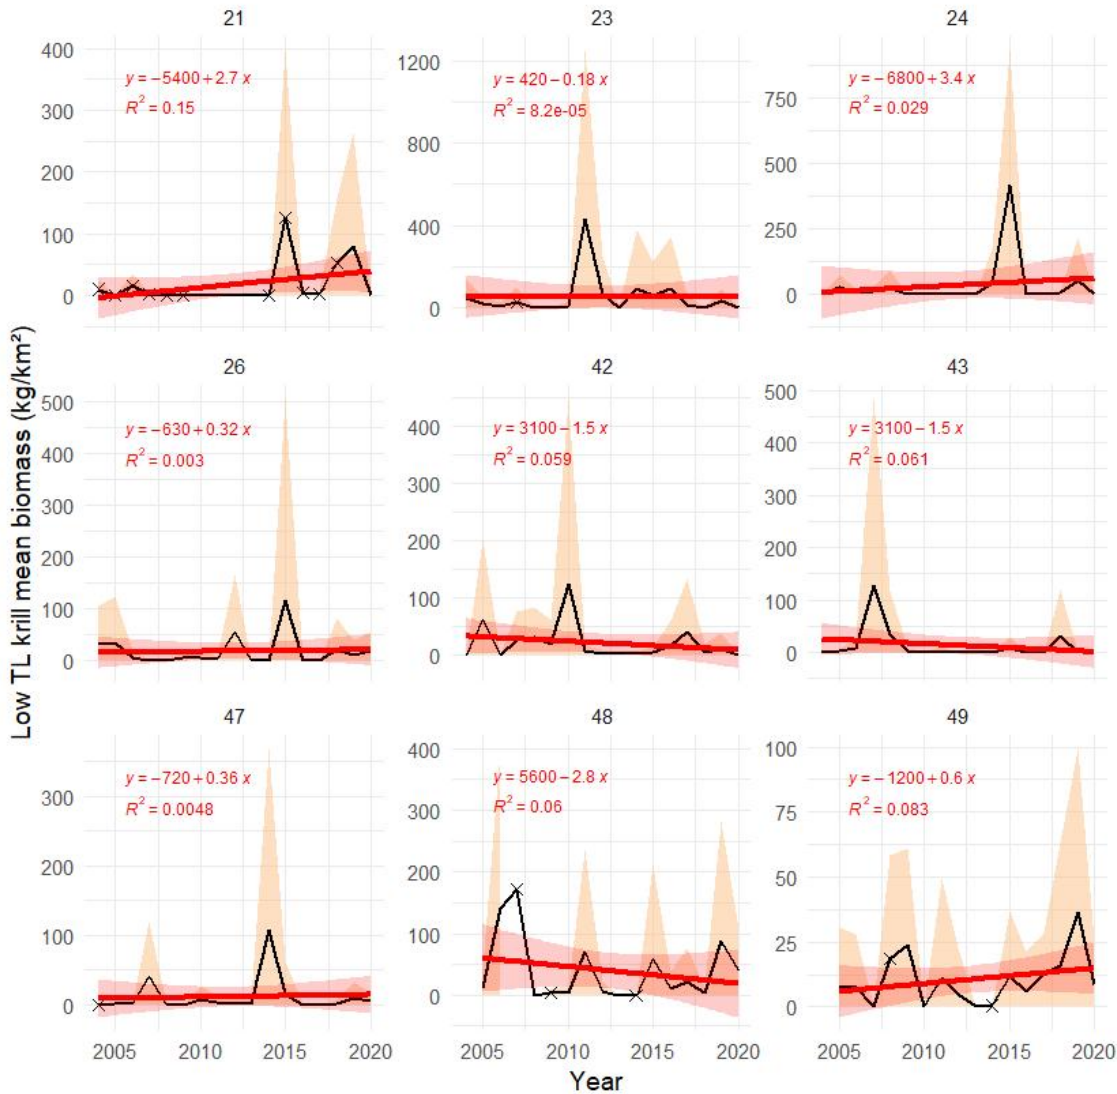 21
23
24
400
300
200
100
0
y = −5400 + 2.7 x
R² = 0.15
1200
800
400
0
y = 420 − 0.18 x
R² = 8.2e-05
750
500
250
0
y = −6800 + 3.4 x
R² = 0.029
Low TL krill mean biomass (kg/km²)
26
42
43
500
400
300
200
100
0
y = −630 + 0.32 x
R² = 0.003
400
300
200
100
0
y = 3100 − 1.5 x
R² = 0.059
500
400
300
200
100
0
y = 3100 − 1.5 x
R² = 0.061
47
48
49
300
200
100
0
y = −720 + 0.36 x
R² = 0.0048
400
300
200
100
0
y = 5600 − 2.8 x
R² = 0.06
100
75
50
25
0
y = −1200 + 0.6 x
R² = 0.083
2005 2010 2015 2020
2005 2010 2015 2020
2005 2010 2015 2020
Year